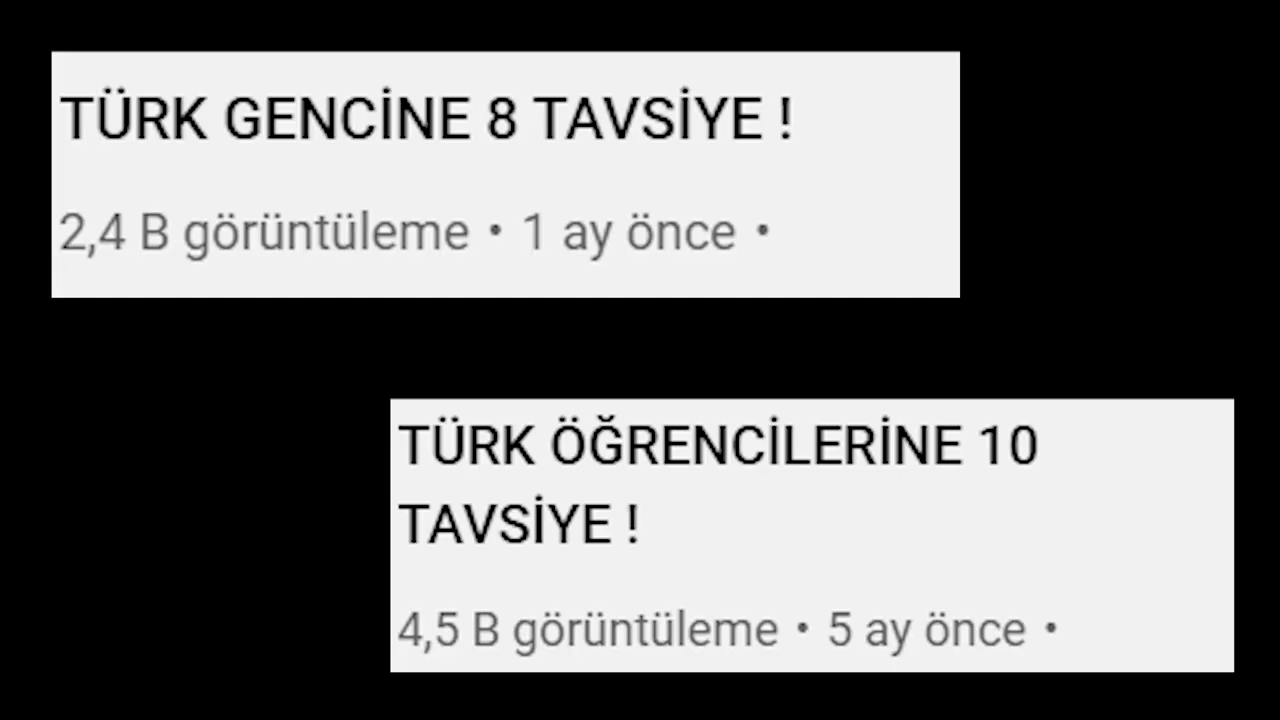 TÜRK GENCİNE 8 TAVSİYE !
2,4 B görüntüleme • 1 ay önce •
TÜRK ÖĞRENCİLERİNE 10
TAVSİYE !
4,5 B görüntüleme • 5 ay önce •